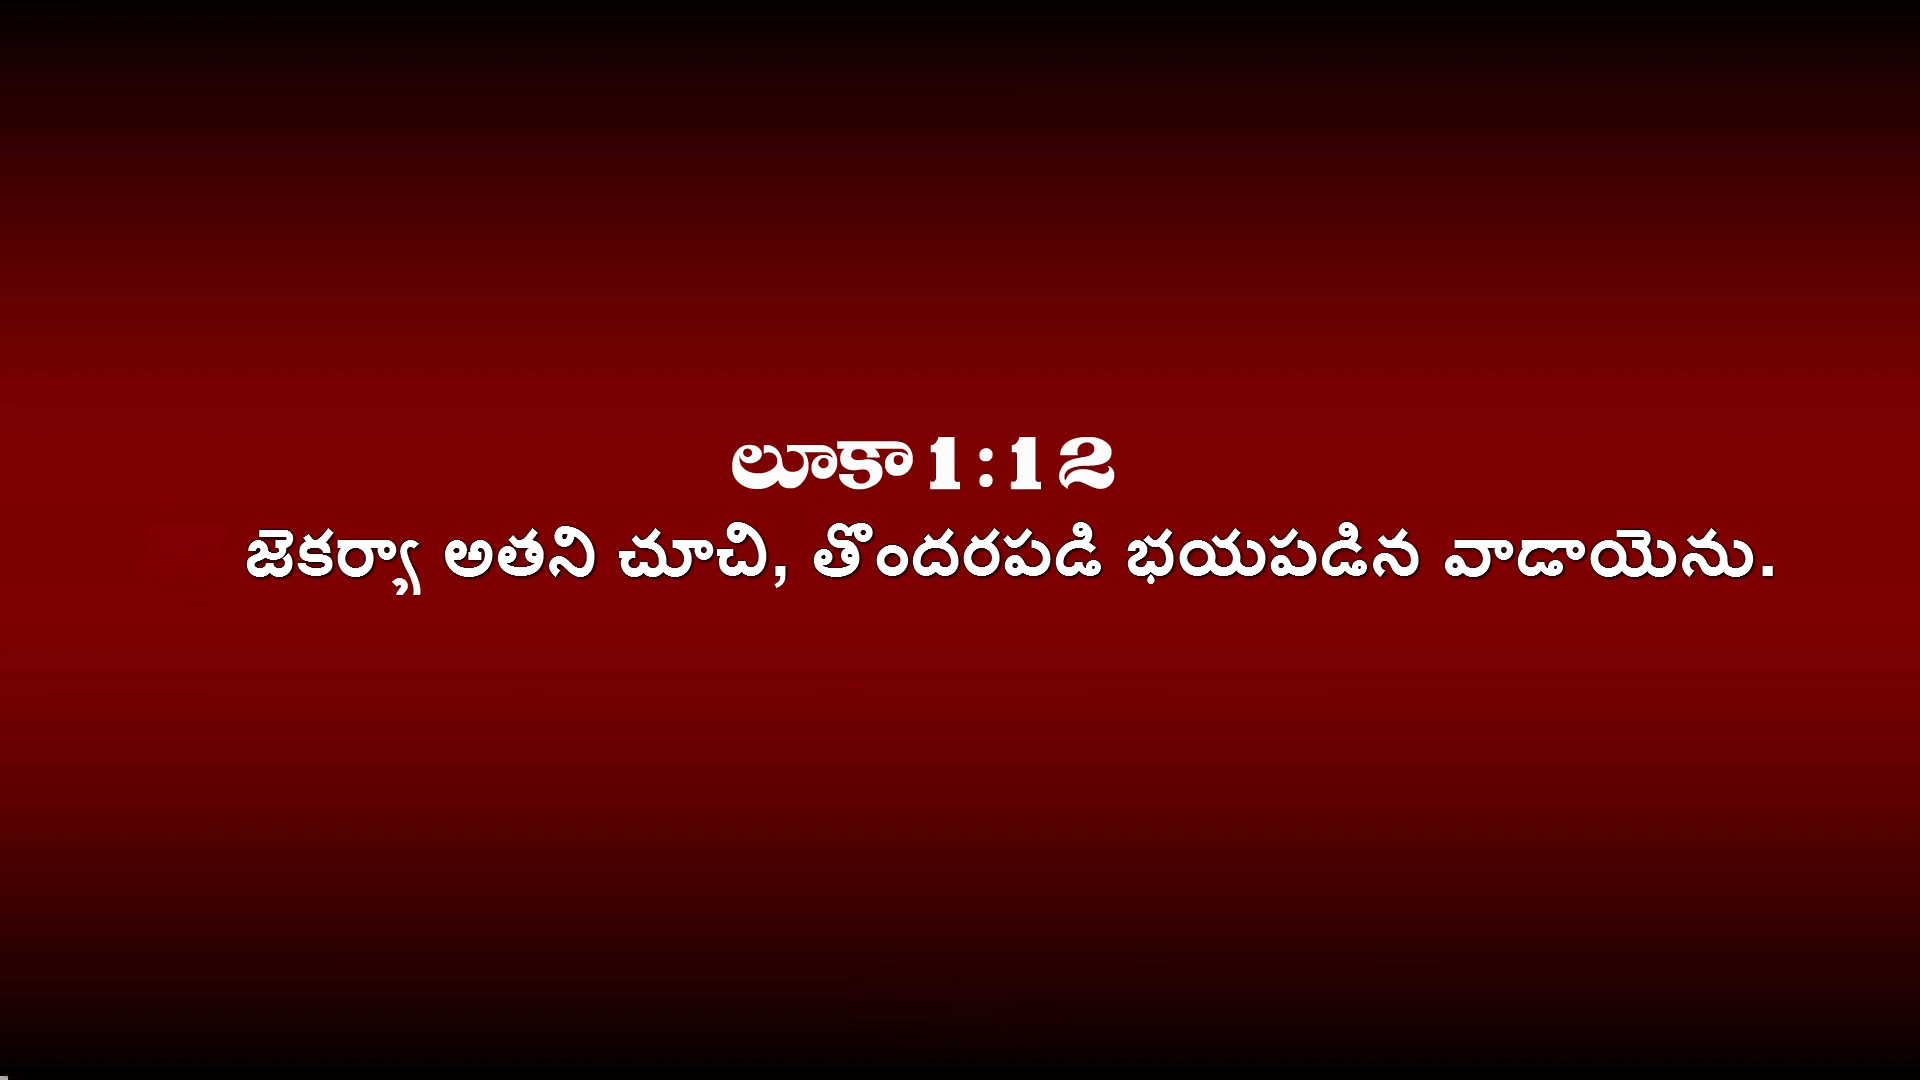 లూకా 1:12
జెకర్యా అతని చూచి, తొందరపడి భయపడిన వాడాయెను.